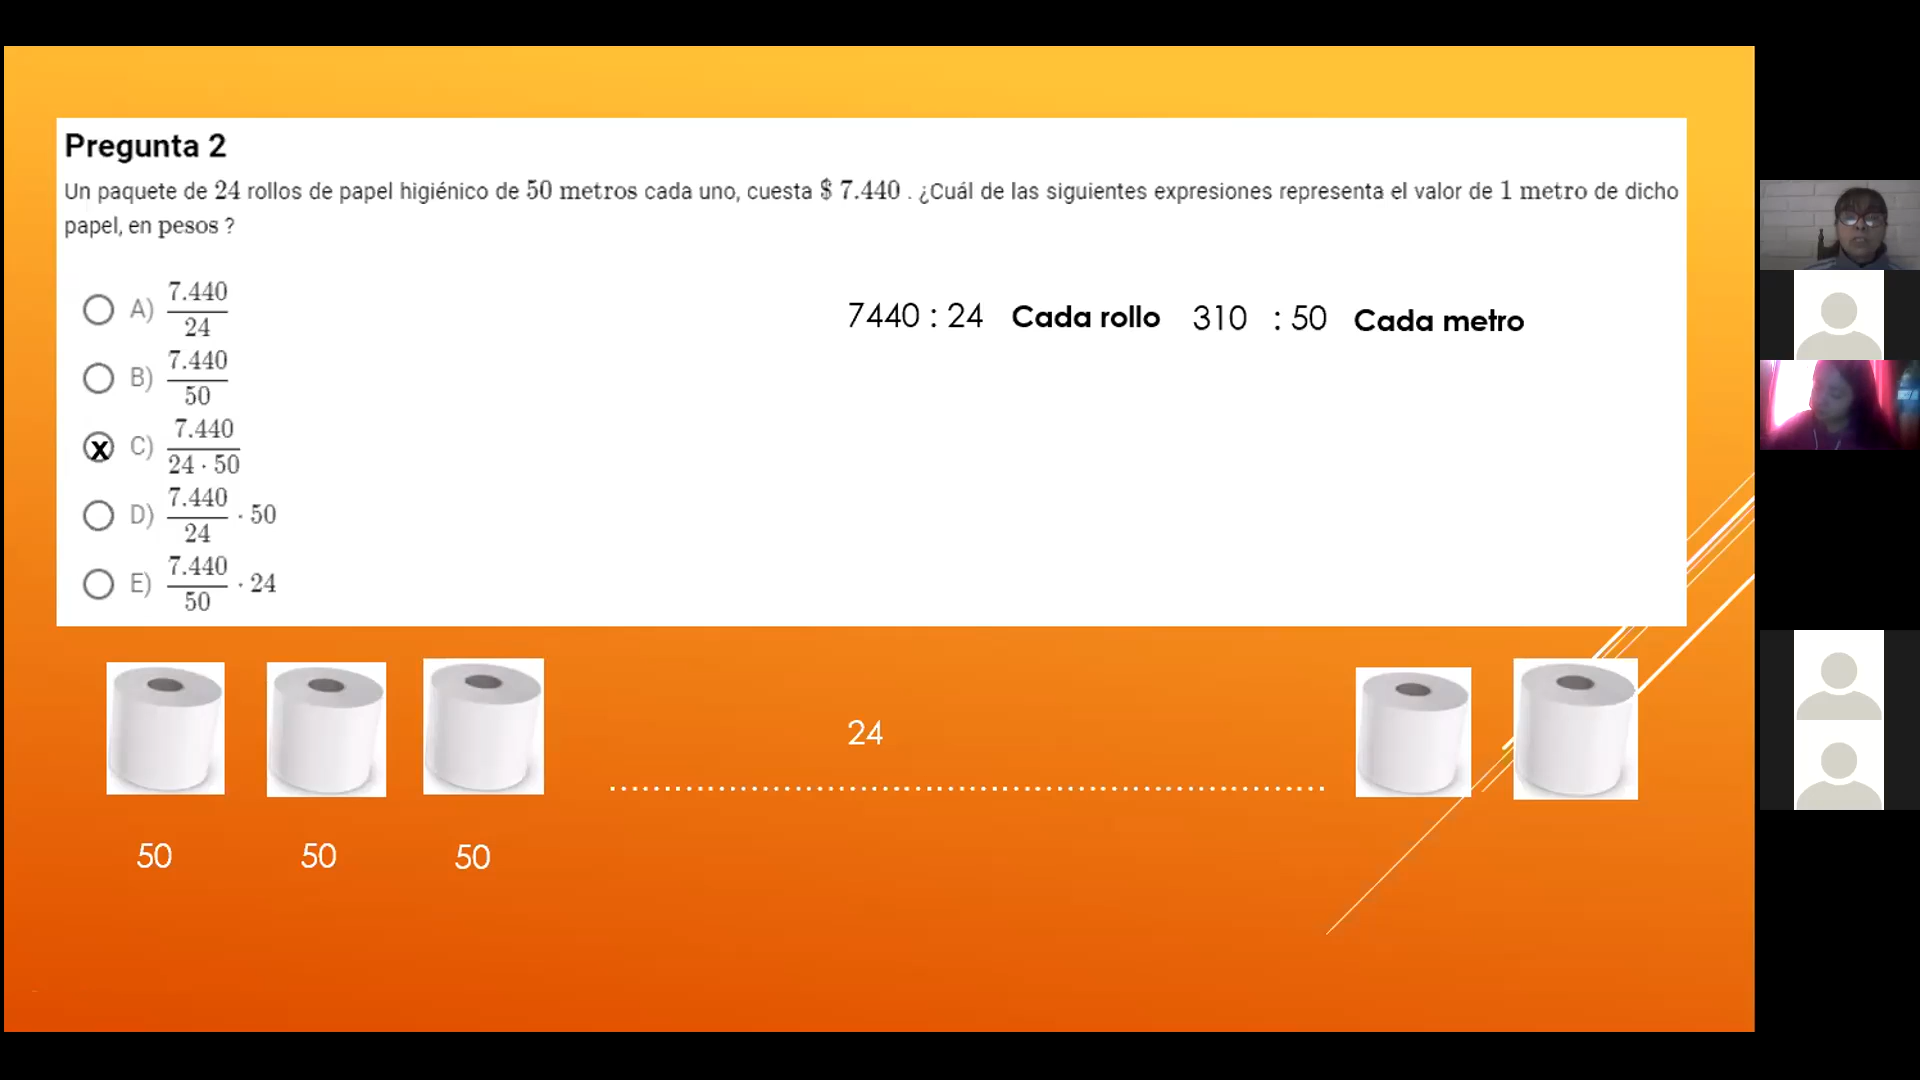 Pregunta 2
Un paquete de 24 rollos de papel higiénico de 50 metros cada uno, cuesta $ 7.440 . ¿Cuál de las siguientes expresiones representa el valor de 1 metro de dicho
papel, en pesos ?
A) 7.440 / 24
B) 7.440 / 50
x C) 7.440 / 24 · 50
D) 7.440 / 24 · 50
E) 7.440 / 50 · 24
7440 : 24 Cada rollo 310 : 50 Cada metro
24
50 50 50